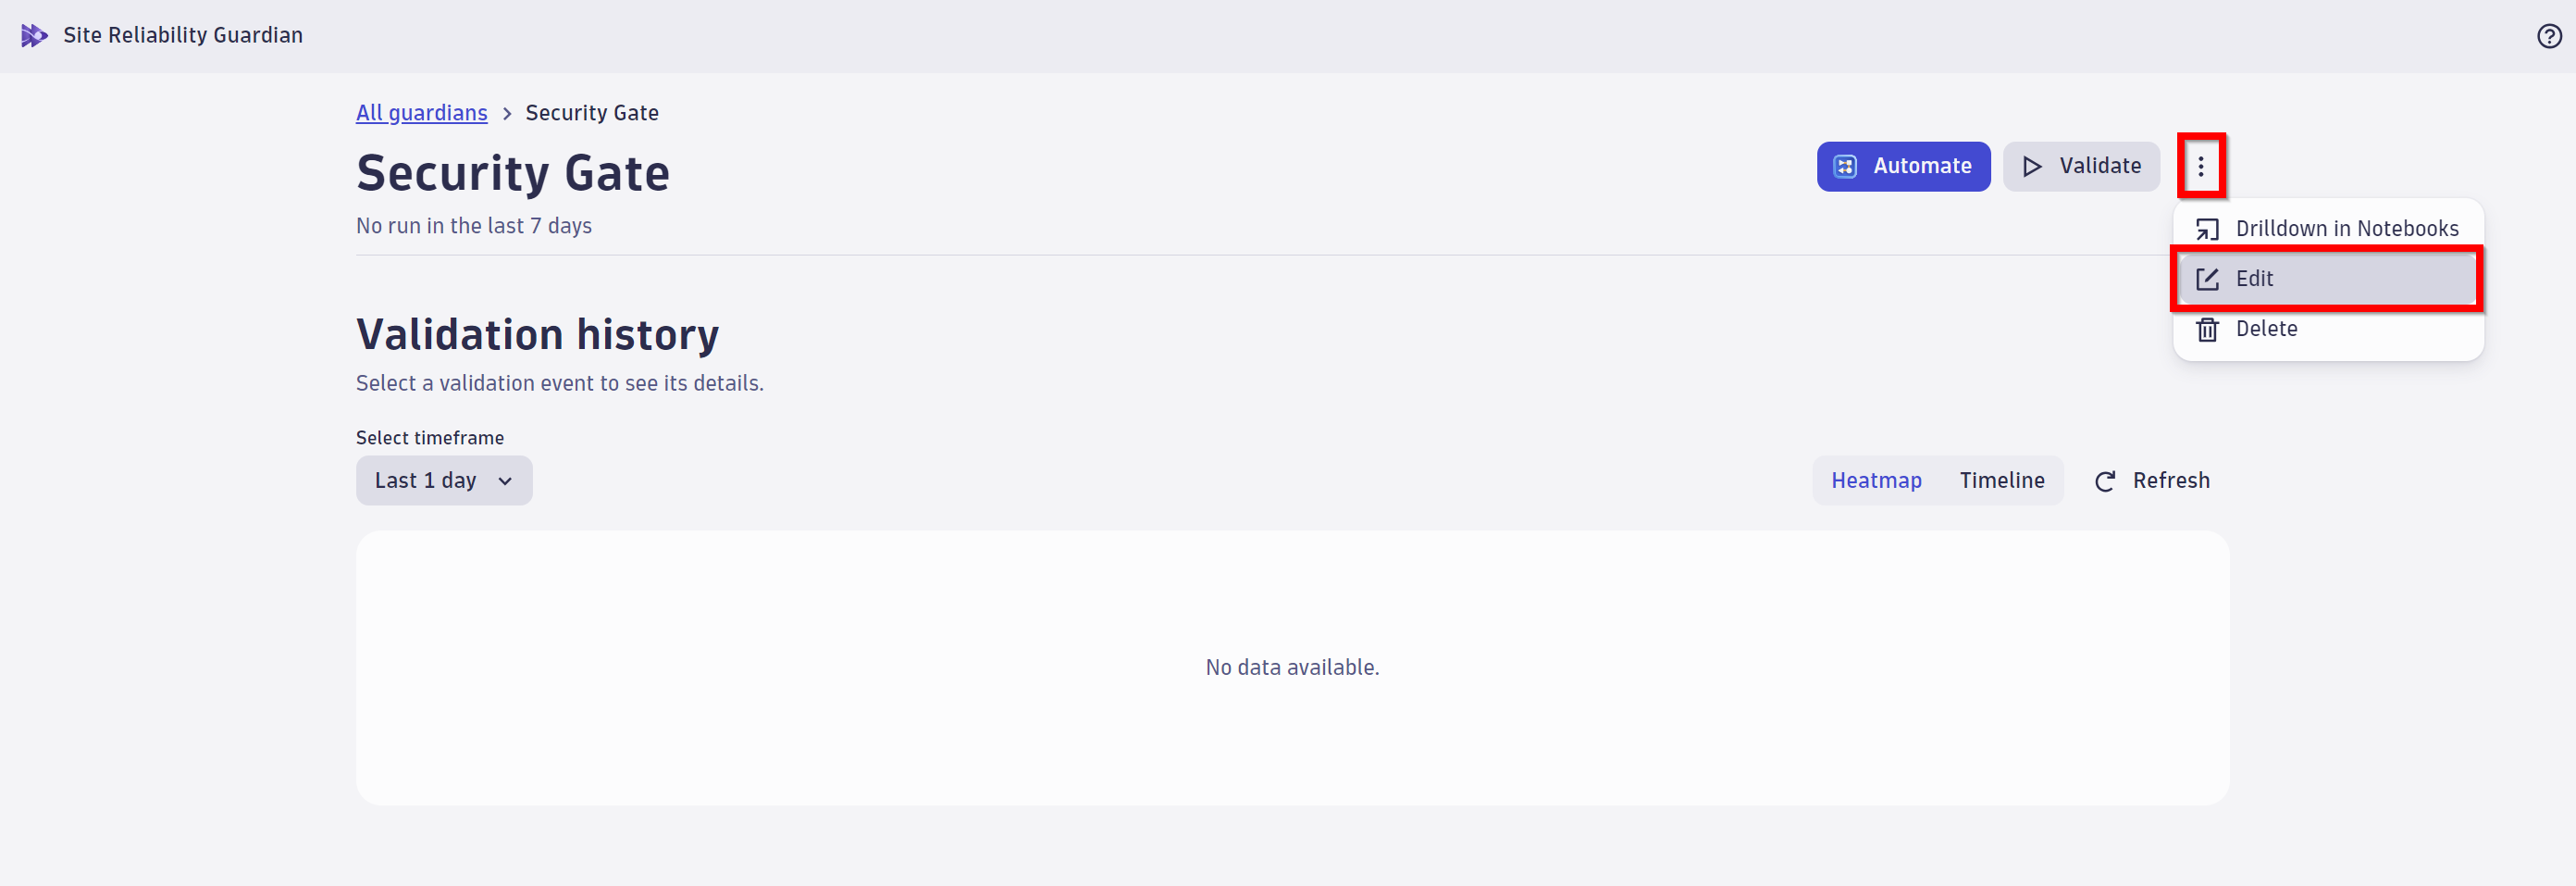 Site Reliability Guardian
All guardians > Security Gate
Security Gate
Automate
Validate
No run in the last 7 days
Drilldown in Notebooks
Edit
Delete
Validation history
Select a validation event to see its details.
Select timeframe
Last 1 day
Heatmap
Timeline
Refresh
No data available.